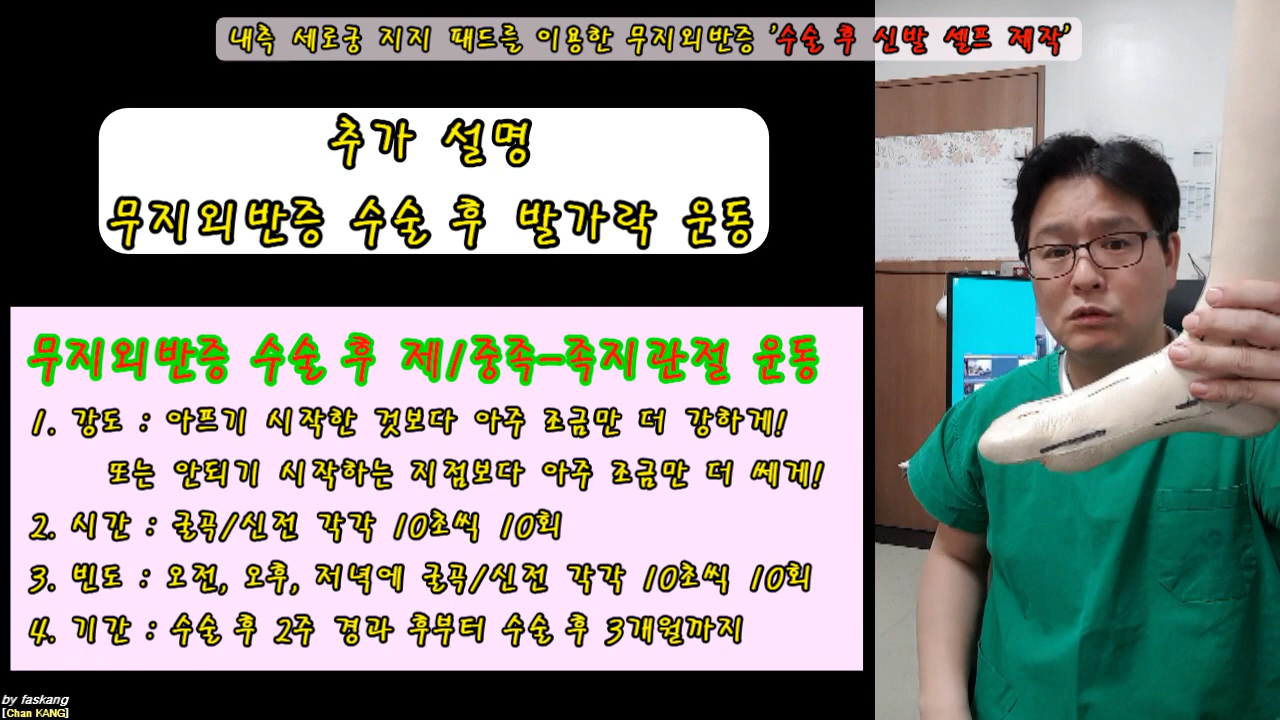 내측 세로궁 지지 패드를 이용한 무지외반증 '수술 후 신발 셀프 제작'
추가 설명
무지외반증 수술 후 발가락 운동
무지외반증 수술 후 제1중족-족지관절 운동
1. 강도 : 아프기 시작한 것보다 아주 조금만 더 강하게!
또는 안되기 시작하는 지점보다 아주 조금만 더 쎄게!
2. 시간 : 굴곡/신전 각각 10초씩 10회
3. 빈도 : 오전, 오후, 저녁에 굴곡/신전 각각 10초씩 10회
4. 기간 : 수술 후 2주 경과 후부터 수술 후 3개월까지
by faskang
[Chan KANG]